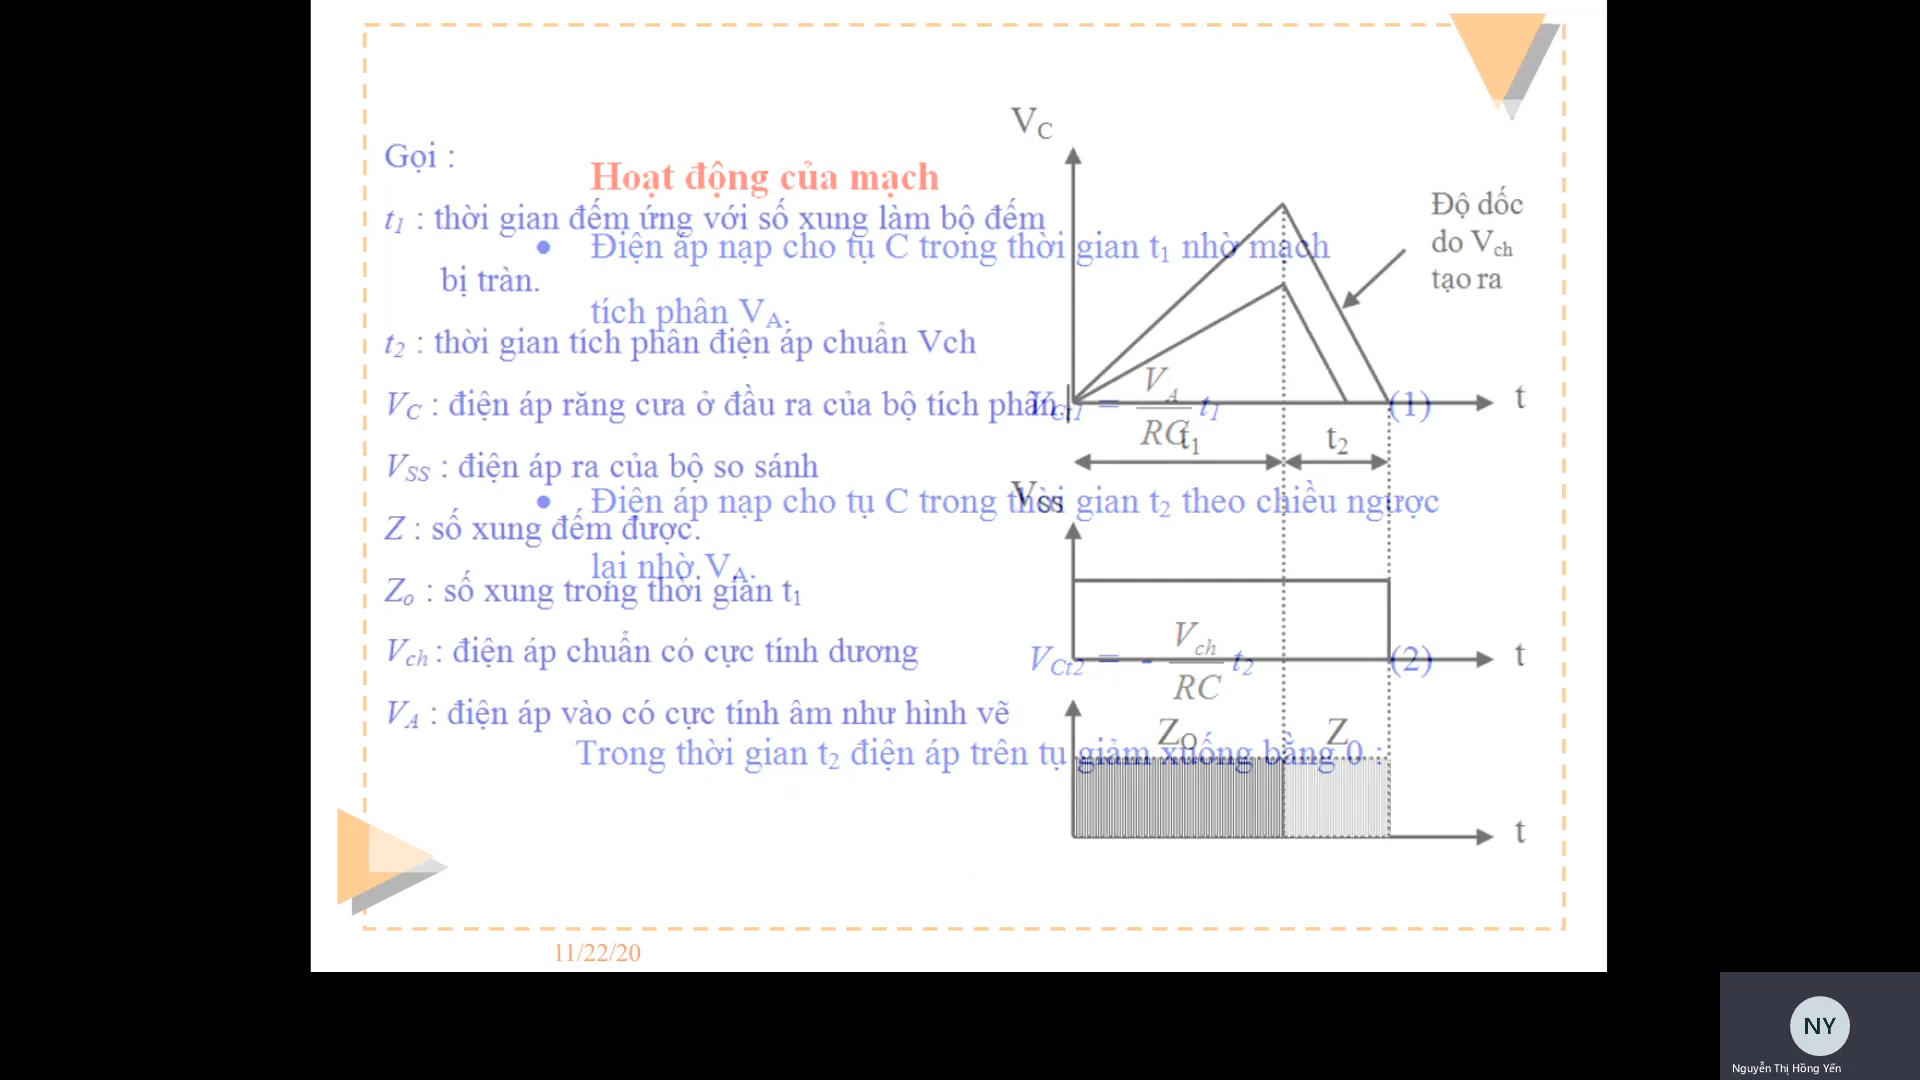 Gọi :
t1 : thời gian đếm ứng với số xung làm bộ đếm
bị tràn.
t2 : thời gian tích phân điện áp chuẩn Vch
VC : điện áp răng cưa ở đầu ra của bộ tích phân
VSS : điện áp ra của bộ so sánh
Z : số xung đếm được.
Zo : số xung trong thời gian t1
Vch : điện áp chuẩn có cực tính dương
VA : điện áp vào có cực tính âm như hình vẽ
Hoạt động của mạch
• Điện áp nạp cho tụ C trong thời gian t1 nhờ mạch
tích phân VA.
VCt1 = VA/RC t1 (1)
• Điện áp nạp cho tụ C trong thời gian t2 theo chiều ngược
lại nhờ VA.
VCt2 = - Vch/RC t2 (2)
Trong thời gian t2 điện áp trên tụ giảm xuống bằng 0 :
VC
Độ dốc
do Vch
tạo ra
t
t1
t2
VSS
t
ZO
Z
t
11/22/20
NY
Nguyễn Thị Hồng Yến